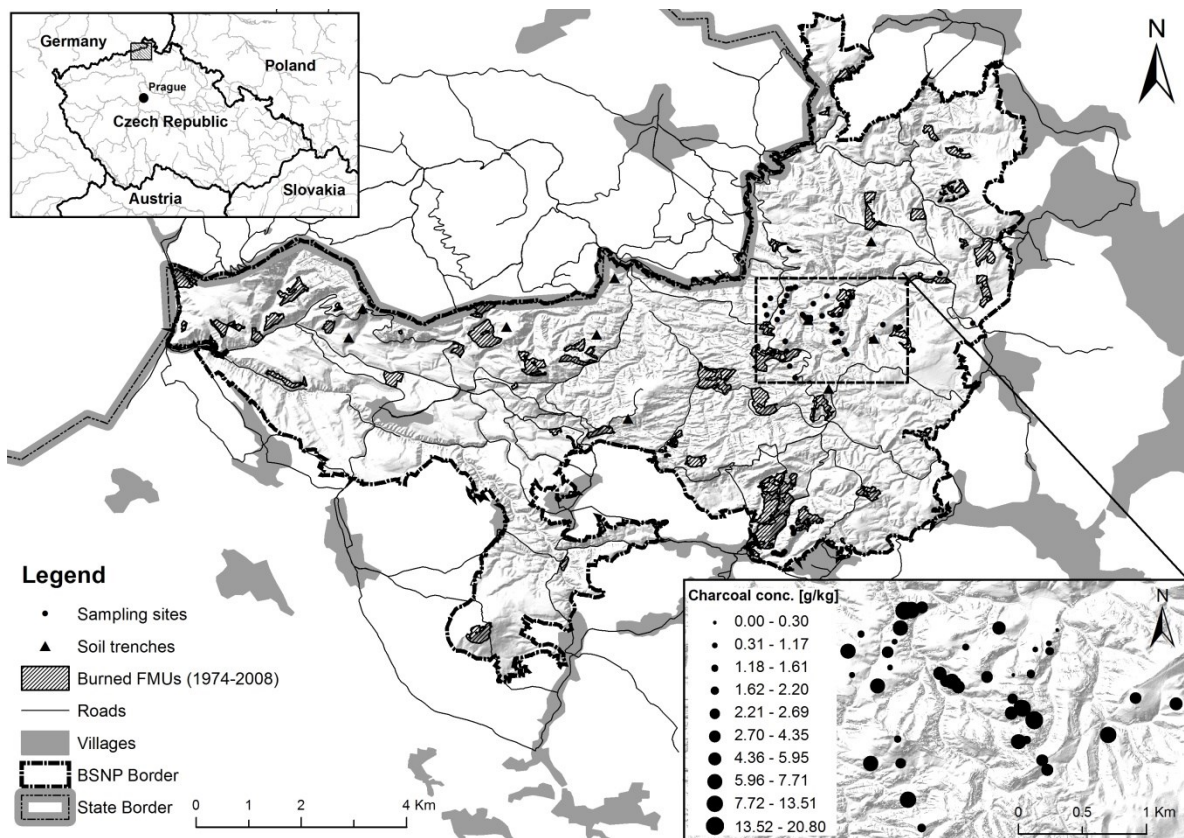 Germany
Poland
Prague
Czech Republic
Austria
Slovakia
N
Legend
Sampling sites
Soil trenches
Burned FMUs (1974-2008)
Roads
Villages
BSNP Border
State Border
0 1 2 4 Km
Charcoal conc. [g/kg]
0.00 - 0.30
0.31 - 1.17
1.18 - 1.61
1.62 - 2.20
2.21 - 2.69
2.70 - 4.35
4.36 - 5.95
5.96 - 7.71
7.72 - 13.51
13.52 - 20.80
N
0 0.5 1 Km